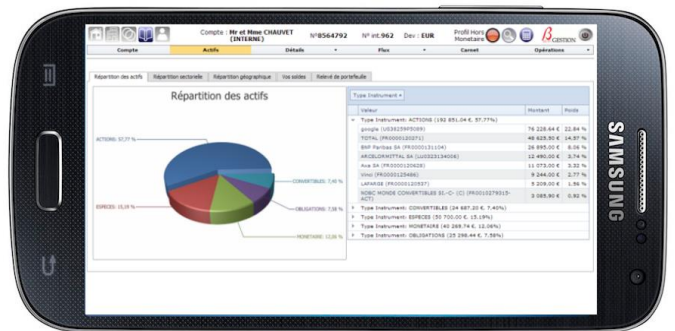 Compte : Mr et Mme CHAUVET
(INTERNE)
N°8564792
N° int.962
Dev : EUR
Profil Hors
Monetaire
β GESTION
Compte
Actifs
Détails
Flux
Carnet
Opérations
Répartition des actifs
Répartition sectorielle
Répartition géographique
Vos soldes
Relevé de portefeuille
Répartition des actifs
ACTIONS: 57,77 %
CONVERTIBLES: 7,40 %
OBLIGATIONS: 7,58 %
MONETAIRE: 12,06 %
ESPECES: 15,19 %
Type Instrument
Valeur Montant Poids
Type Instrument: ACTIONS (192 851.04 €, 57.77%)
google (US38259P5089) 76 228,64 € 22.84 %
TOTAL (FR0000120271) 48 625,50 € 14,57 %
BNP Paribas SA (FR0000131104) 26 895,00 € 8.06 %
ARCELORMITTAL SA (LU0323134006) 12 490,00 € 3.74 %
Axa SA (FR0000120628) 11 073,00 € 3,32 %
Vinci (FR0000125486) 9 244,00 € 2.77 %
LAFARGE (FR0000120537) 5 209,00 € 1.56 %
NOBC MONDE CONVERTIBLES SI.-C- (C) (FR0010279315-
ACT) 3 085,90 € 0.92 %
Type Instrument: CONVERTIBLES (24 687.20 €, 7.40%)
Type Instrument: ESPECES (50 700.00 €, 15.19%)
Type Instrument: MONETAIRE (40 269.74 €, 12.06%)
Type Instrument: OBLIGATIONS (25 298.44 €, 7.58%)
SAMSUNG